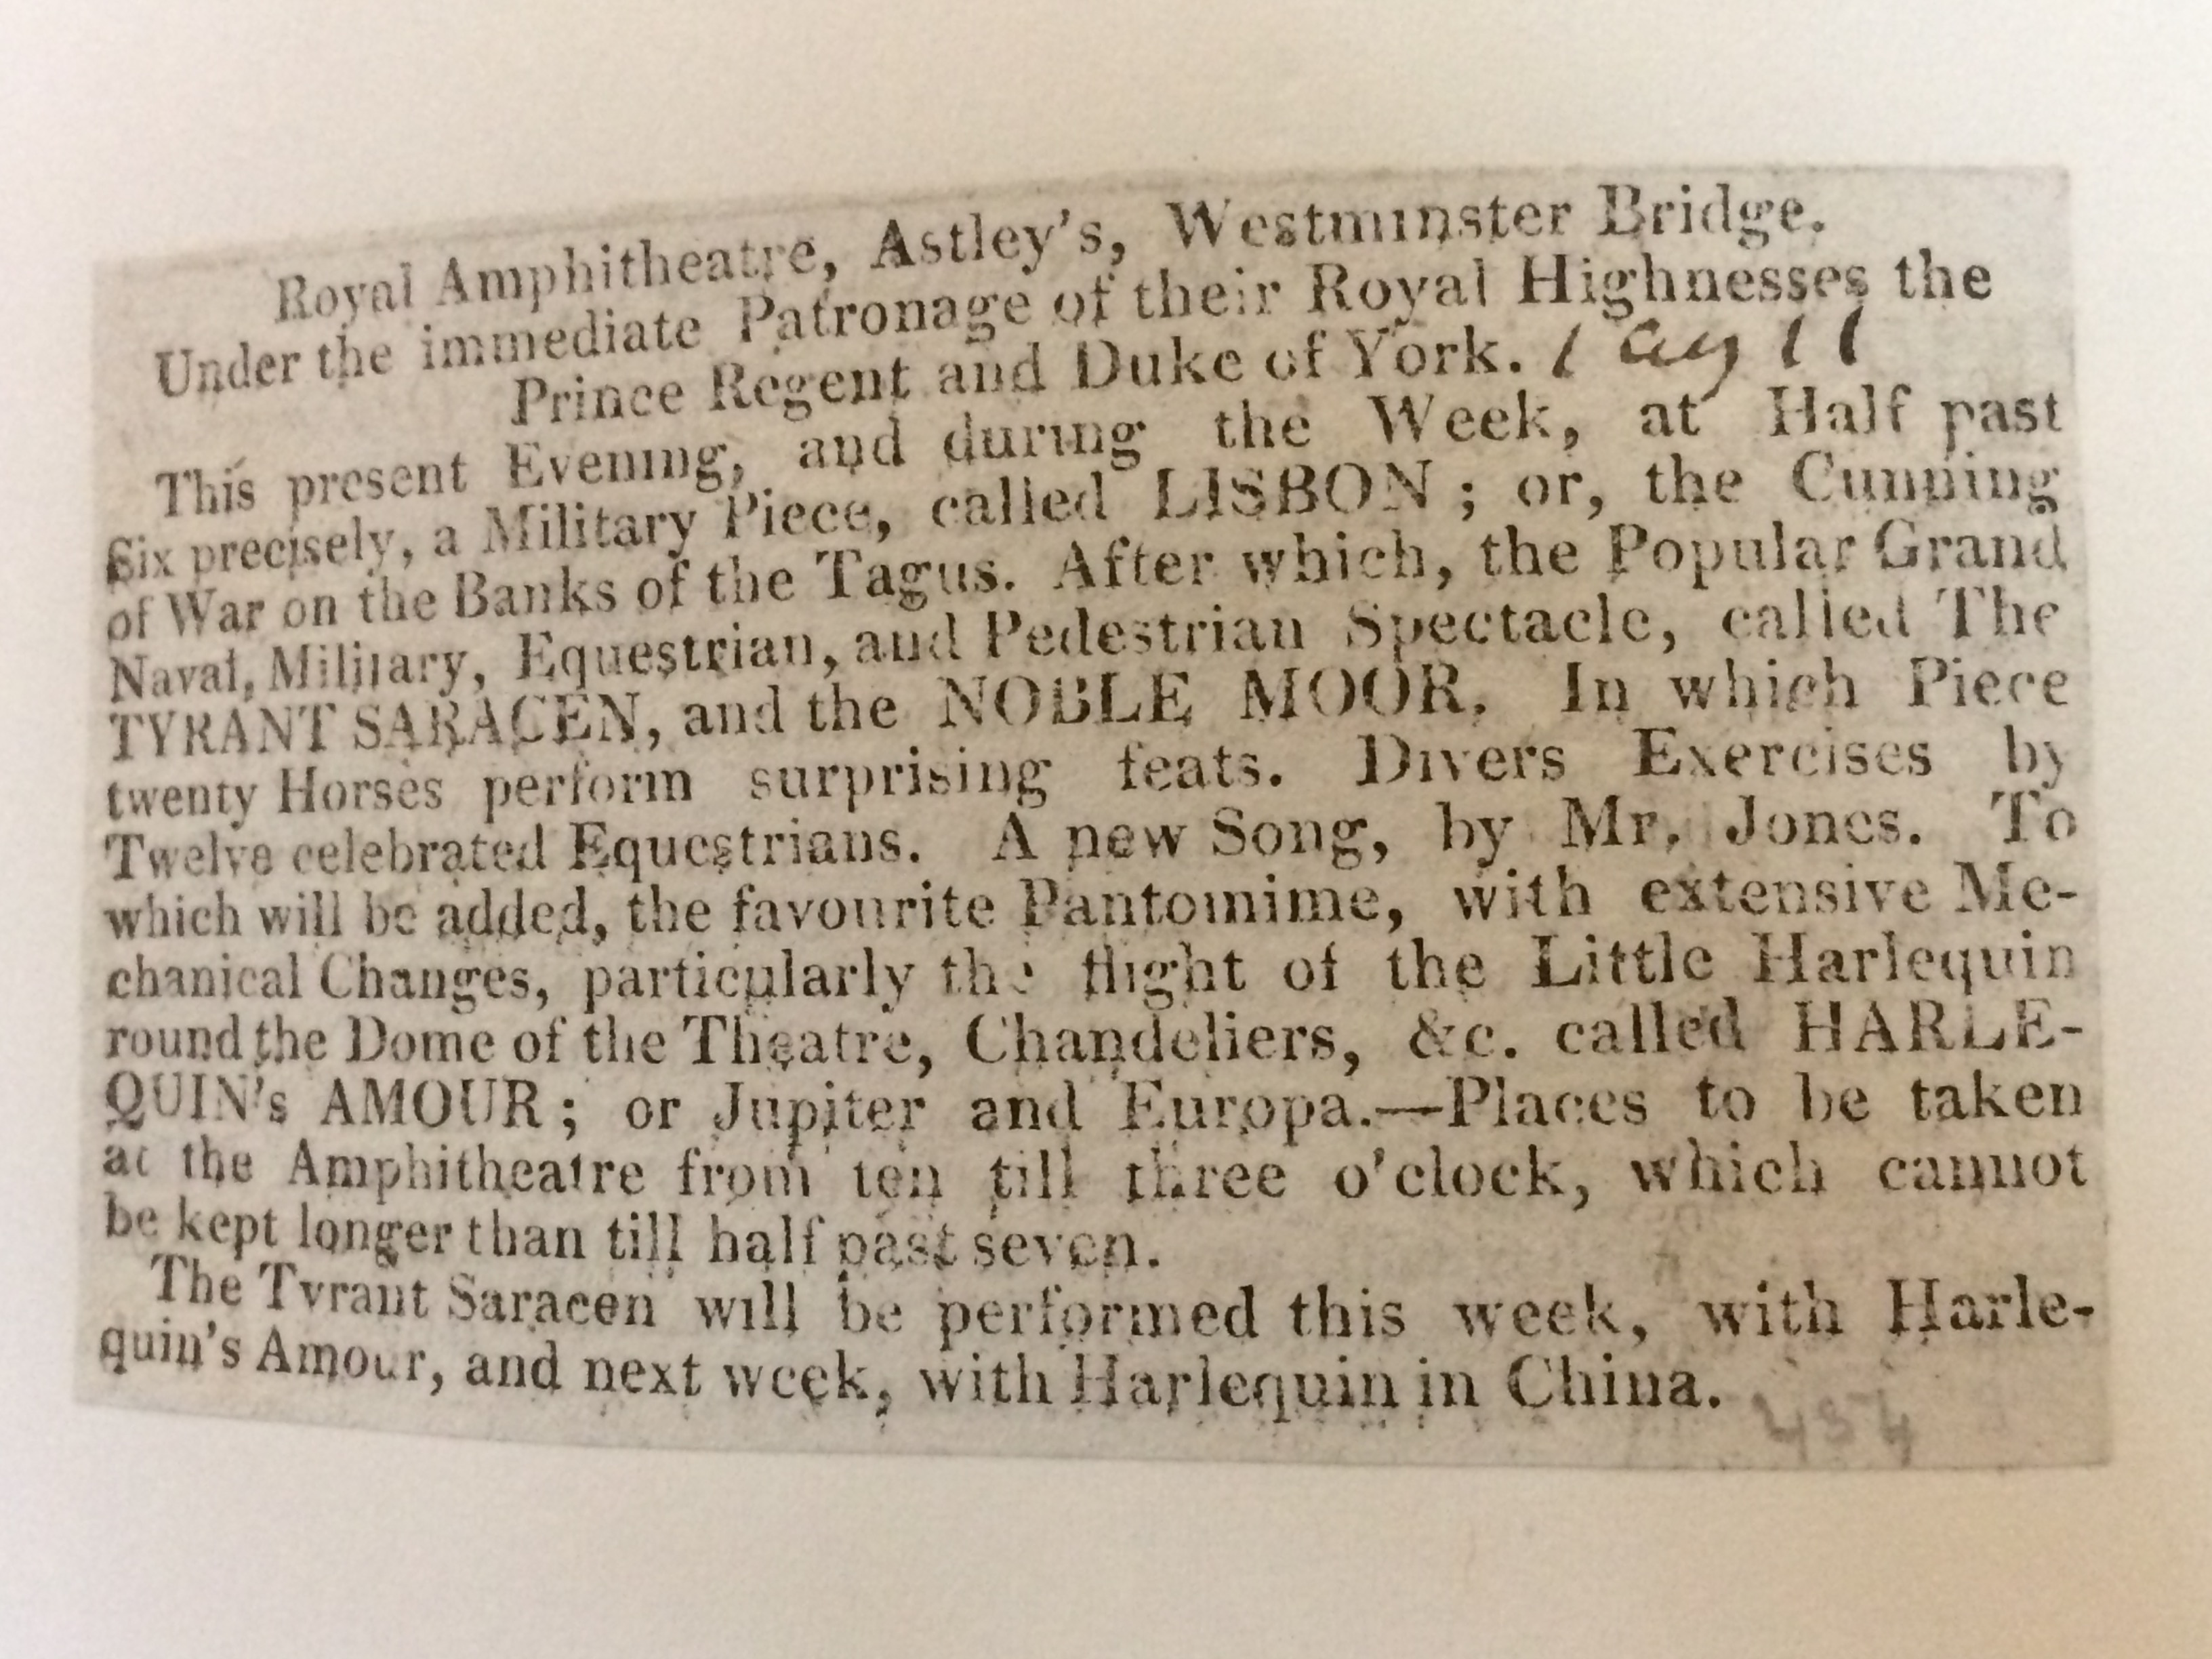 Royal Amphitheatre, Astley's, Westminster Bridge.
Under the immediate Patronage of their Royal Highnesses the
Prince Regent and Duke of York. 1 Aug 11
This present Evening, and during the Week, at Half past
Six precisely, a Military Piece, called LISBON; or, the Cunning
of War on the Banks of the Tagus. After which, the Popular Grand
Naval, Military, Equestrian, and Pedestrian Spectacle, called The
TYRANT SARACEN, and the NOBLE MOOR. In which Piece
twenty Horses perform surprising feats. Divers Exercises by
Twelve celebrated Equestrians. A new Song, by Mr. Jones. To
which will be added, the favourite Pantomime, with extensive Me-
chanical Changes, particularly the flight of the Little Harlequin
round the Dome of the Theatre, Chandeliers, &c. called HARLE-
QUIN's AMOUR; or Jupiter and Europa.—Places to be taken
at the Amphitheatre from ten till three o'clock, which cannot
be kept longer than till half past seven.
The Tyrant Saracen will be performed this week, with Harle-
quin's Amour, and next week, with Harlequin in China.